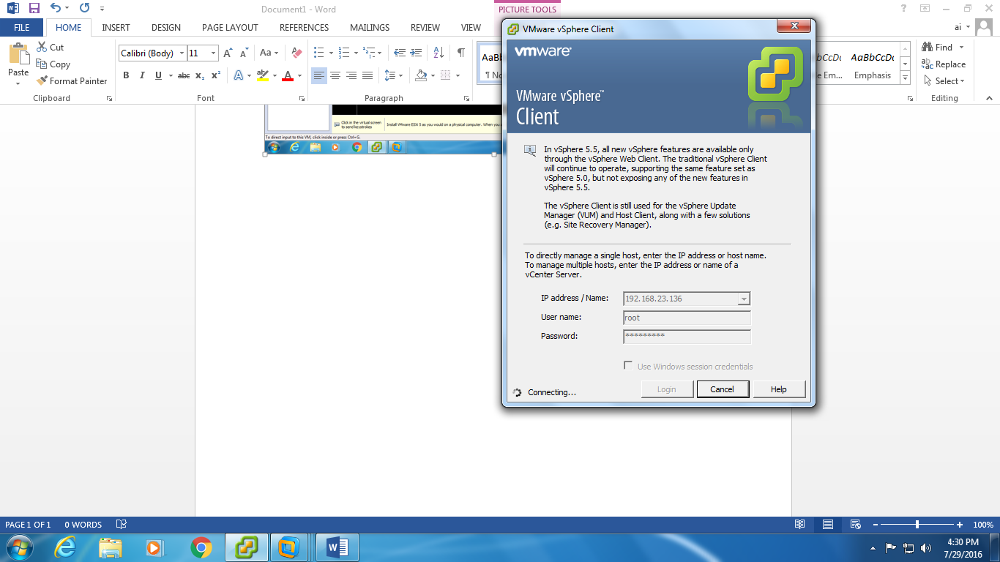 Document1 - Word
PICTURE TOOLS
?
FILE
HOME
INSERT
DESIGN
PAGE LAYOUT
REFERENCES
MAILINGS
REVIEW
VIEW
ai
Paste
Cut
Copy
Format Painter
Clipboard
Calibri (Body)
11
Aa
B I U abc x₂ x²
Font
Paragraph
AaBb
¶ No
AaBbCcDc
Emphasis
Find
Replace
Select
Editing
Click in the virtual screen
to send keystrokes
Install VMware ESXi 5 as you would on a physical computer. When you
To direct input to this VM, click inside or press Ctrl+G.
VMware vSphere Client
vmware
VMware vSphere™
Client
In vSphere 5.5, all new vSphere features are available only
through the vSphere Web Client. The traditional vSphere Client
will continue to operate, supporting the same feature set as
vSphere 5.0, but not exposing any of the new features in
vSphere 5.5.
The vSphere Client is still used for the vSphere Update
Manager (VUM) and Host Client, along with a few solutions
(e.g. Site Recovery Manager).
To directly manage a single host, enter the IP address or host name.
To manage multiple hosts, enter the IP address or name of a
vCenter Server.
IP address / Name: 192.168.23.136
User name: root
Password: *********
Use Windows session credentials
Connecting...
Login
Cancel
Help
PAGE 1 OF 1
0 WORDS
100%
4:30 PM
7/29/2016